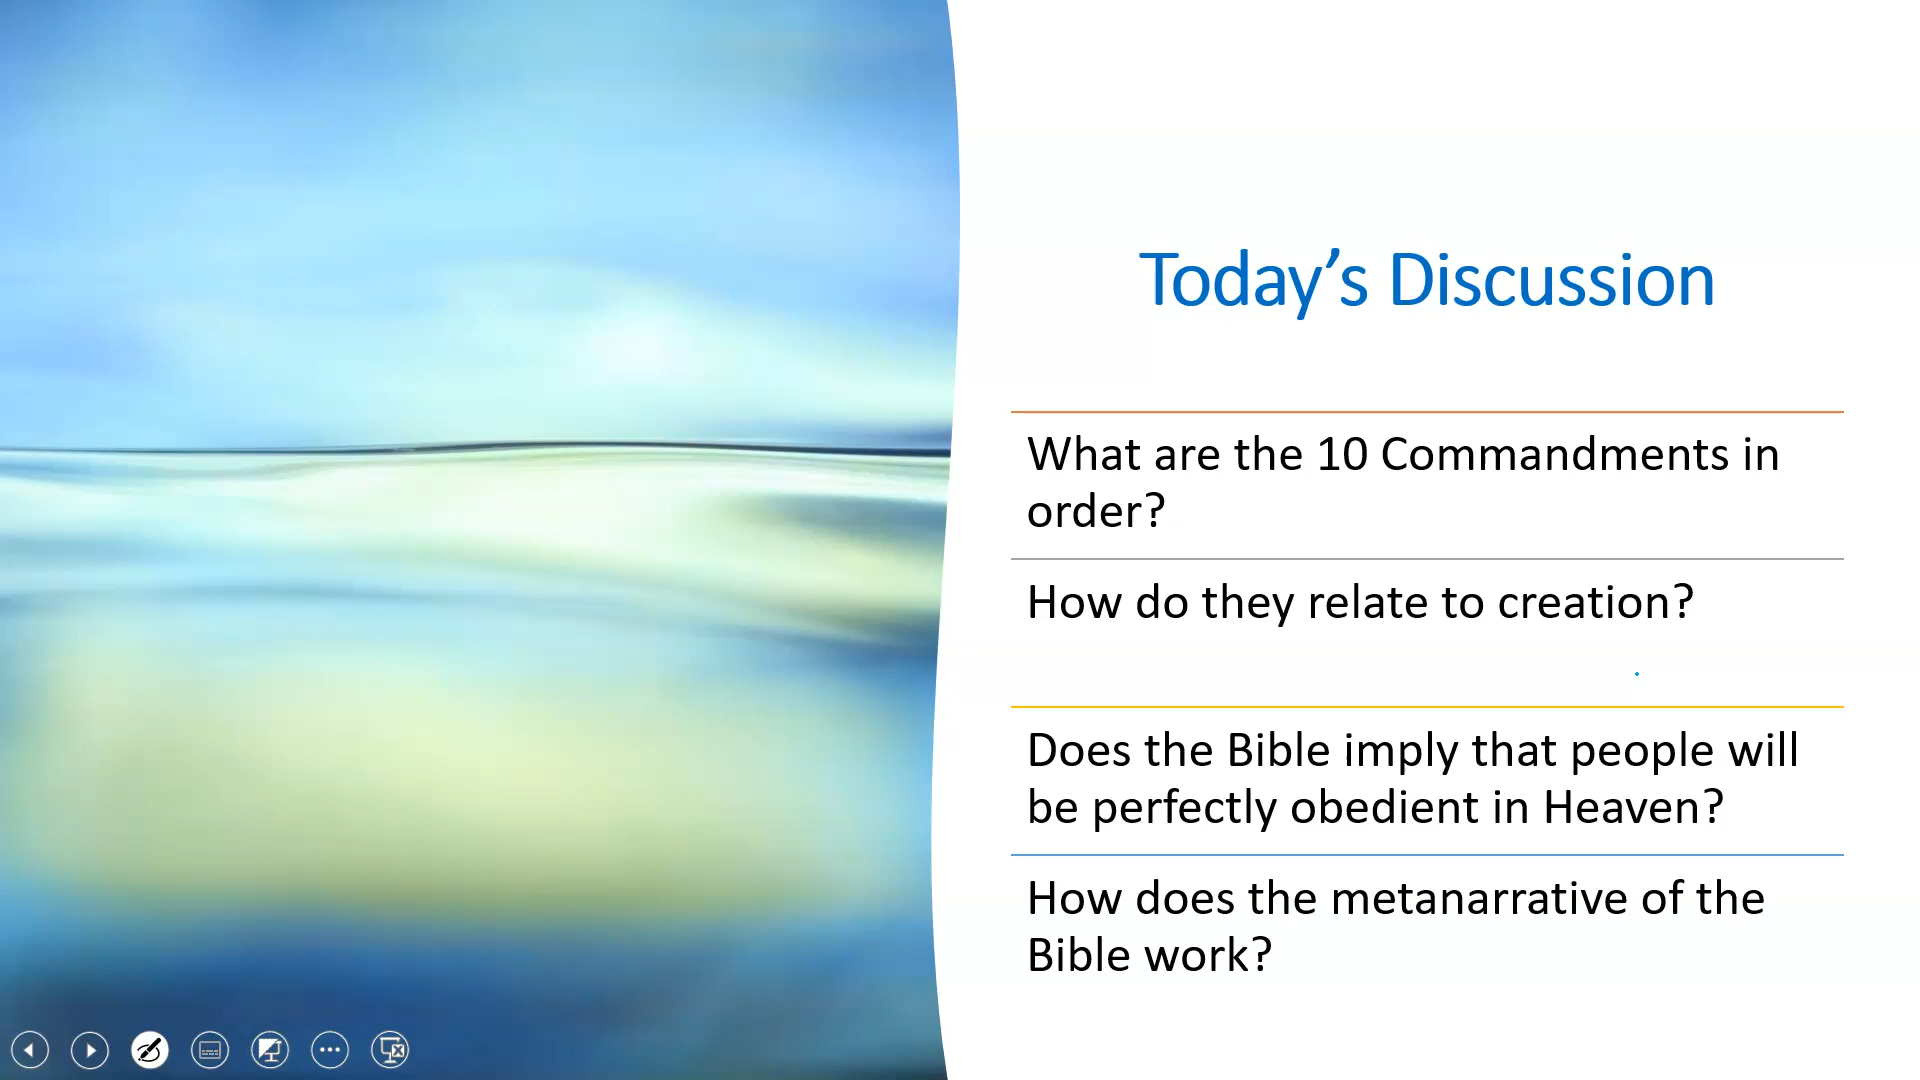 Today’s Discussion
What are the 10 Commandments in
order?
How do they relate to creation?
Does the Bible imply that people will
be perfectly obedient in Heaven?
How does the metanarrative of the
Bible work?